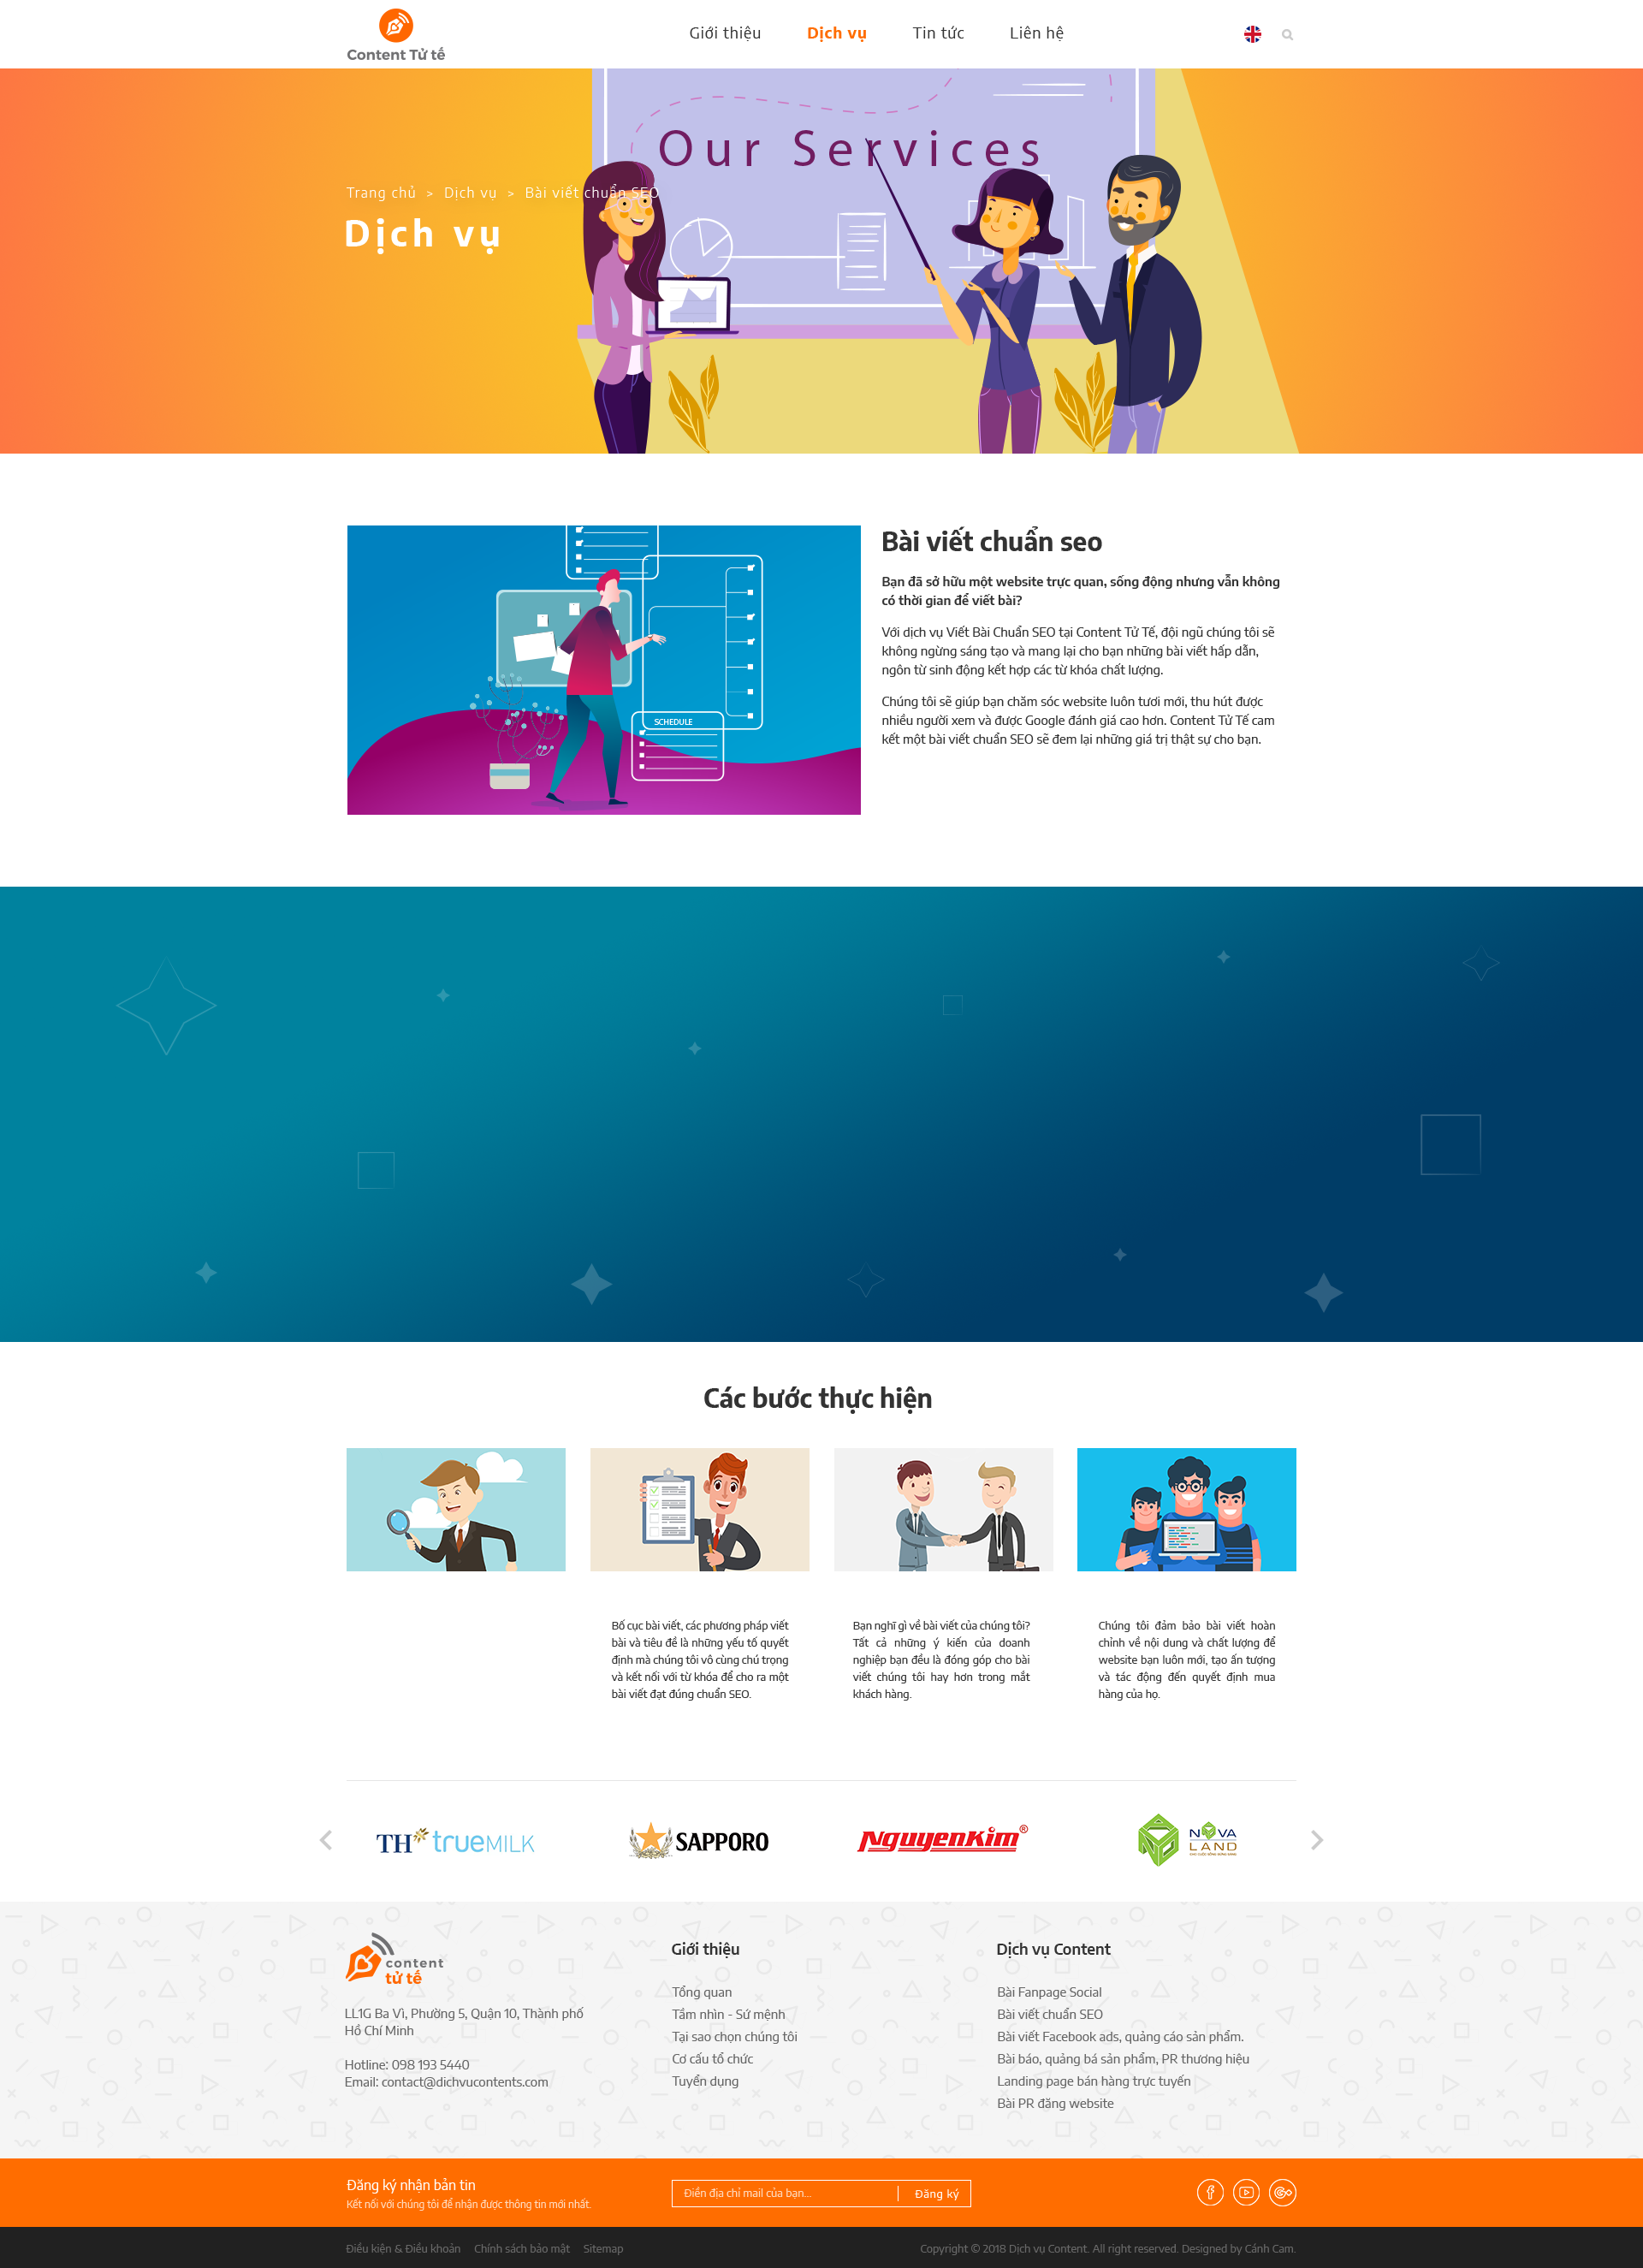 Content Tử tế
Giới thiệu
Dịch vụ
Tin tức
Liên hệ
Our Services
Trang chủ > Dịch vụ > Bài viết chuẩn SEO
Dịch vụ
SCHEDULE
Bài viết chuẩn seo
Bạn đã sở hữu một website trực quan, sống động nhưng vẫn không
có thời gian để viết bài?
Với dịch vụ Viết Bài Chuẩn SEO tại Content Tử Tế, đội ngũ chúng tôi sẽ
không ngừng sáng tạo và mang lại cho bạn những bài viết hấp dẫn,
ngôn từ sinh động kết hợp các từ khóa chất lượng.
Chúng tôi sẽ giúp bạn chăm sóc website luôn tươi mới, thu hút được
nhiều người xem và được Google đánh giá cao hơn. Content Tử Tế cam
kết một bài viết chuẩn SEO sẽ đem lại những giá trị thật sự cho bạn.
Các bước thực hiện
Bố cục bài viết, các phương pháp viết
bài và tiêu đề là những yếu tố quyết
định mà chúng tôi vô cùng chú trọng
và kết nối với từ khóa để cho ra một
bài viết đạt đúng chuẩn SEO.
Bạn nghĩ gì về bài viết của chúng tôi?
Tất cả những ý kiến của doanh
nghiệp bạn đều là đóng góp cho bài
viết chúng tôi hay hơn trong mắt
khách hàng.
Chúng tôi đảm bảo bài viết hoàn
chỉnh về nội dung và chất lượng để
website bạn luôn mới, tạo ấn tượng
và tác động đến quyết định mua
hàng của họ.
TH trueMILK
SAPPORO
NguyenKim®
NOVA
LAND
content
tử tế
LL1G Ba Vì, Phường 5, Quận 10, Thành phố
Hồ Chí Minh
Hotline: 098 193 5440
Email: contact@dichvucontents.com
Giới thiệu
Tổng quan
Tầm nhìn - Sứ mệnh
Tại sao chọn chúng tôi
Cơ cấu tổ chức
Tuyển dụng
Dịch vụ Content
Bài Fanpage Social
Bài viết chuẩn SEO
Bài viết Facebook ads, quảng cáo sản phẩm.
Bài báo, quảng bá sản phẩm, PR thương hiệu
Landing page bán hàng trực tuyến
Bài PR đăng website
Đăng ký nhận bản tin
Kết nối với chúng tôi để nhận được thông tin mới nhất.
Điền địa chỉ mail của bạn...
Đăng ký
Điều kiện & Điều khoản
Chính sách bảo mật
Sitemap
Copyright © 2018 Dịch vụ Content. All right reserved. Designed by Cánh Cam.